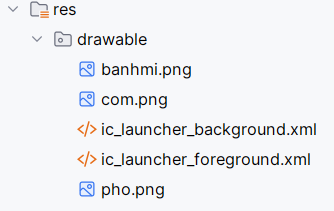 res
drawable
banhmi.png
com.png
ic_launcher_background.xml
ic_launcher_foreground.xml
pho.png